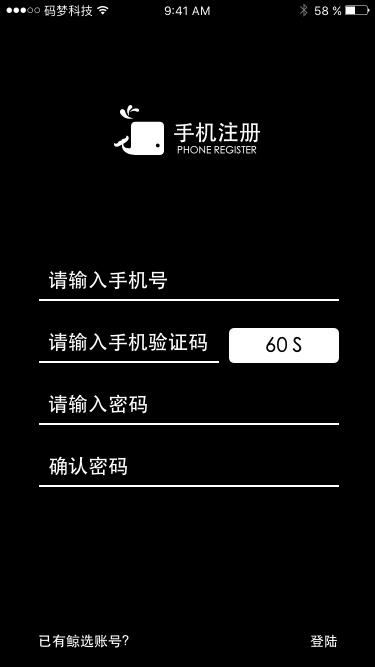 码梦科技 9:41 AM 58 %
手机注册
PHONE REGISTER
请输入手机号
请输入手机验证码 60 S
请输入密码
确认密码
已有鲸选账号? 登陆